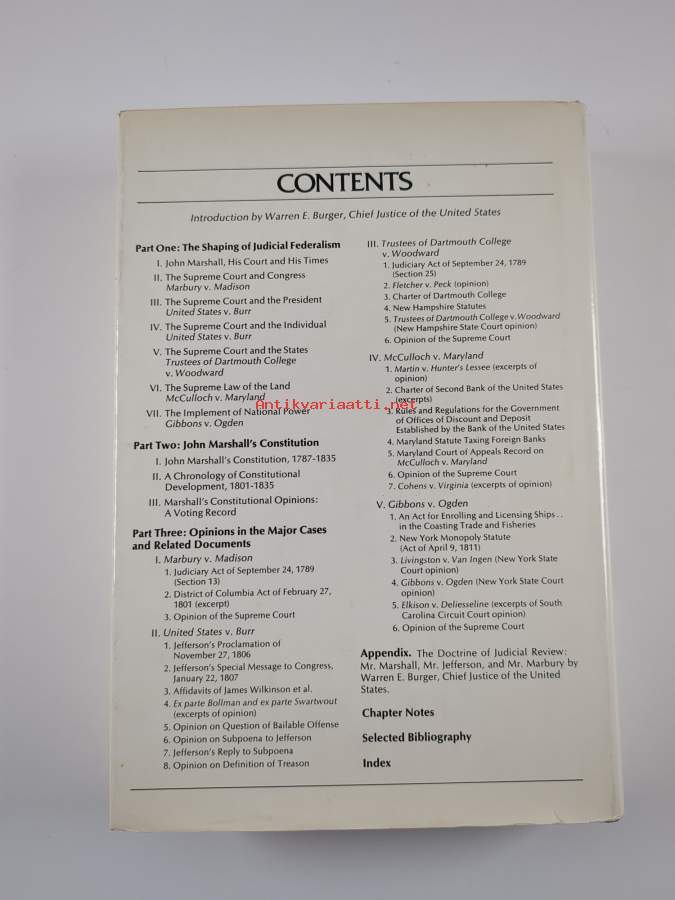 CONTENTS
Introduction by Warren E. Burger, Chief Justice of the United States
Part One: The Shaping of Judicial Federalism
I. John Marshall, His Court and His Times
II. The Supreme Court and Congress
Marbury v. Madison
III. The Supreme Court and the President
United States v. Burr
IV. The Supreme Court and the Individual
United States v. Burr
V. The Supreme Court and the States
Trustees of Dartmouth College
v. Woodward
VI. The Supreme Law of the Land
McCulloch v. Maryland
VII. The Implement of National Power
Gibbons v. Ogden
Part Two: John Marshall's Constitution
I. John Marshall's Constitution, 1787-1835
II. A Chronology of Constitutional
Development, 1801-1835
III. Marshall's Constitutional Opinions:
A Voting Record
Part Three: Opinions in the Major Cases
and Related Documents
I. Marbury v. Madison
1. Judiciary Act of September 24, 1789
(Section 13)
2. District of Columbia Act of February 27,
1801 (excerpt)
3. Opinion of the Supreme Court
II. United States v. Burr
1. Jefferson's Proclamation of
November 27, 1806
2. Jefferson's Special Message to Congress,
January 22, 1807
3. Affidavits of James Wilkinson et al.
4. Ex parte Bollman and ex parte Swartwout
(excerpts of opinion)
5. Opinion on Question of Bailable Offense
6. Opinion on Subpoena to Jefferson
7. Jefferson's Reply to Subpoena
8. Opinion on Definition of Treason
III. Trustees of Dartmouth College
v. Woodward
1. Judiciary Act of September 24, 1789
(Section 25)
2. Fletcher v. Peck (opinion)
3. Charter of Dartmouth College
4. New Hampshire Statutes
5. Trustees of Dartmouth College v. Woodward
(New Hampshire State Court opinion)
6. Opinion of the Supreme Court
IV. McCulloch v. Maryland
1. Martin v. Hunter's Lessee (excerpts of
opinion)
2. Charter of Second Bank of the United States
(excerpts)
3. Rules and Regulations for the Government
of Offices of Discount and Deposit
Established by the Bank of the United States
4. Maryland Statute Taxing Foreign Banks
5. Maryland Court of Appeals Record on
McCulloch v. Maryland
6. Opinion of the Supreme Court
7. Cohens v. Virginia (excerpts of opinion)
V. Gibbons v. Ogden
1. An Act for Enrolling and Licensing Ships . .
in the Coasting Trade and Fisheries
2. New York Monopoly Statute
(Act of April 9, 1811)
3. Livingston v. Van Ingen (New York State
Court opinion)
4. Gibbons v. Ogden (New York State Court
opinion)
5. Elkison v. Deliesseline (excerpts of South
Carolina Circuit Court opinion)
6. Opinion of the Supreme Court
Appendix. The Doctrine of Judicial Review:
Mr. Marshall, Mr. Jefferson, and Mr. Marbury by
Warren E. Burger, Chief Justice of the United
States.
Chapter Notes
Selected Bibliography
Index
Antikvariaatti.net